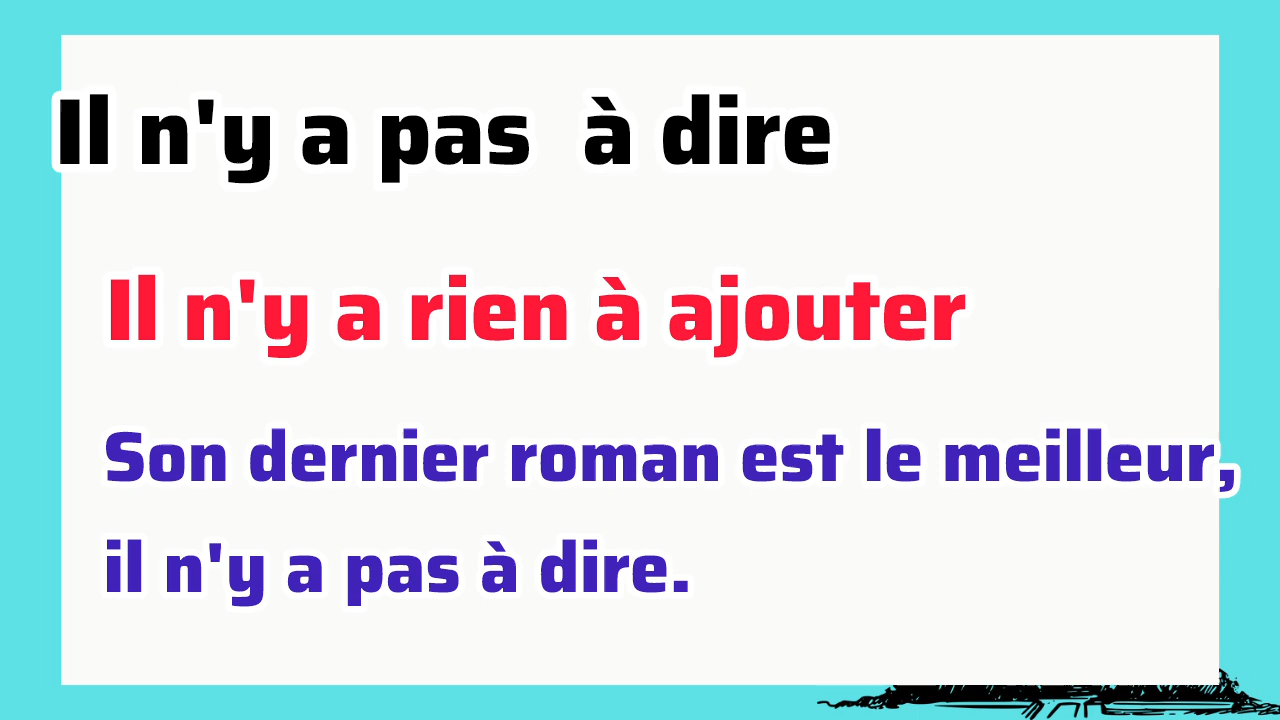 Il n'y a pas  à dire
Il n'y a rien à ajouter
Son dernier roman est le meilleur,
il n'y a pas à dire.